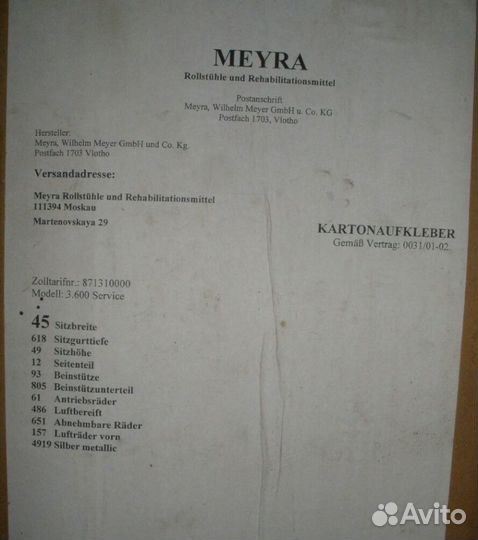 MEYRA
Rollstühle und Rehabilitationsmittel
Postanschrift
Meyra, Wilhelm Meyer GmbH u. Co. KG
Postfach 1703, Vlotho
Hersteller:
Meyra, Wilhelm Meyer GmbH und Co. Kg.
Postfach 1703 Vlotho
Versandadresse:
Meyra Rollstühle und Rehabilitationsmittel
111394 Moskau
Martenovskaya 29
KARTONAUFKLEBER
Gemäß Vertrag: 0031/01-02
Zolltarifnr.: 871310000
Modell: 3.600 Service
45 Sitzbreite
618 Sitzgurttiefe
49 Sitzhöhe
12 Seitenteil
93 Beinstütze
805 Beinstützunterteil
61 Antriebsräder
486 Luftbereift
651 Abnehmbare Räder
157 Lufträder vorn
4919 Silber metallic
Avito